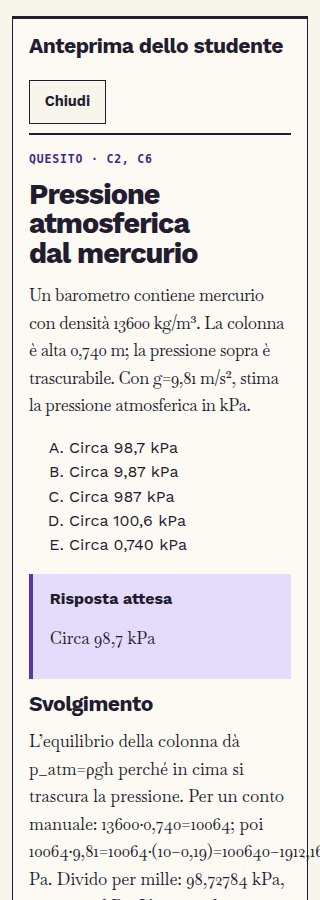 Anteprima dello studente
Chiudi
QUESITO · C2, C6
Pressione
atmosferica
dal mercurio
Un barometro contiene mercurio
con densità 13600 kg/m³. La colonna
è alta 0,740 m; la pressione sopra è
trascurabile. Con g=9,81 m/s², stima
la pressione atmosferica in kPa.
A. Circa 98,7 kPa
B. Circa 9,87 kPa
C. Circa 987 kPa
D. Circa 100,6 kPa
E. Circa 0,740 kPa
Risposta attesa
Circa 98,7 kPa
Svolgimento
L’equilibrio della colonna dà
p_atm=ρgh perché in cima si
trascura la pressione. Per un conto
manuale: 13600·0,740=10064; poi
10064·9,81=10064·(10−0,19)=100640−1912,16
Pa. Divido per mille: 98,72784 kPa,